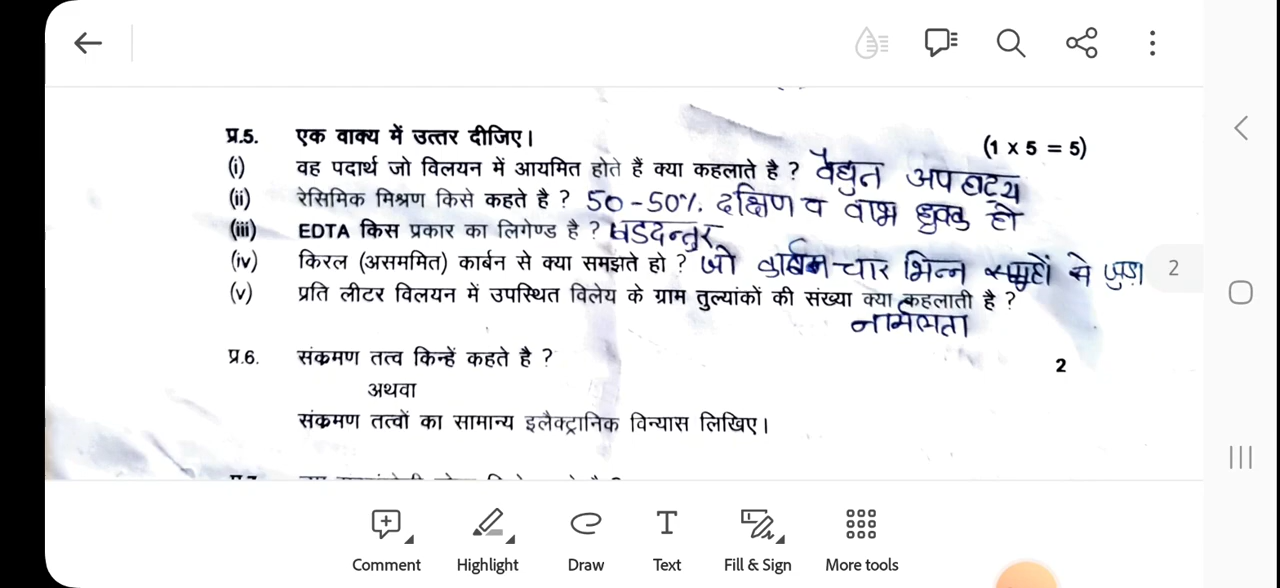 प्र.5. एक वाक्य में उत्तर दीजिए। (1 x 5 = 5)
(i) वह पदार्थ जो विलयन में आयमित होते हैं क्या कहलाते है ? वैद्युत अपघट्य
(ii) रेसिमिक मिश्रण किसे कहते है ? 50-50% दक्षिण व वाम ध्रुवक हो
(iii) EDTA किस प्रकार का लिगेण्ड है ? षडदन्तुर
(iv) किरल (असममित) कार्बन से क्या समझते हो ? जो कार्बन चार भिन्न समूहों से जुड़ा
2
(v) प्रति लीटर विलयन में उपस्थित विलेय के ग्राम तुल्यांकों की संख्या क्या कहलाती है ?
नार्मलता
प्र.6. संक्रमण तत्व किन्हें कहते है ? 2
अथवा
संक्रमण तत्वों का सामान्य इलैक्ट्रानिक विन्यास लिखिए।
Comment Highlight Draw Text Fill & Sign More tools